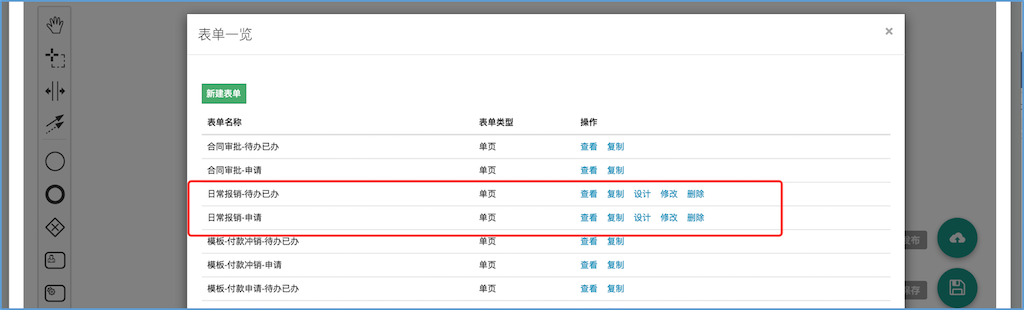 表单一览
×
新建表单
表单名称 表单类型 操作
合同审批-待办已办 单页 查看 复制
合同审批-申请 单页 查看 复制
日常报销-待办已办 单页 查看 复制 设计 修改 删除
日常报销-申请 单页 查看 复制 设计 修改 删除
模板-付款冲销-待办已办 单页 查看 复制
模板-付款冲销-申请 单页 查看 复制
模板-付款申请-待办已办 单页 查看 复制